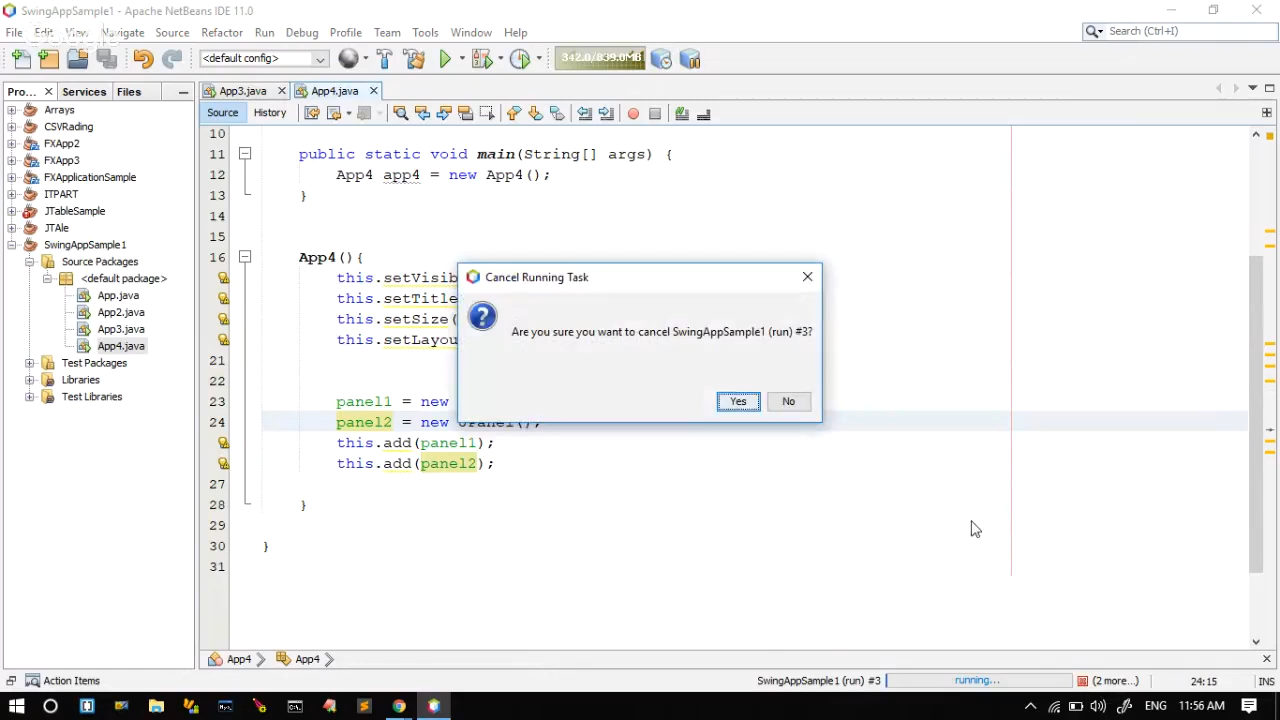 SwingAppSample1 - Apache NetBeans IDE 11.0
File Edit View Navigate Source Refactor Run Debug Profile Team Tools Window Help
Search (Ctrl+I)
<default config>
342.0/839.0MB
Pro... Services Files
App3.java App4.java
Source History
Arrays
CSVRading
FXApp2
FXApp3
FXApplicationSample
ITPART
JTableSample
JTAle
SwingAppSample1
Source Packages
<default package>
App.java
App2.java
App3.java
App4.java
Test Packages
Libraries
Test Libraries
10
11 public static void main(String[] args) {
12 App4 app4 = new App4();
13 }
14
15
16 App4(){
this.setVisib
this.setTitle
this.setSize(
this.setLayou
21
22
23 panel1 = new
24 panel2 = new JPanel();
this.add(panel1);
this.add(panel2);
27
28 }
29
30 }
31
Cancel Running Task
Are you sure you want to cancel SwingAppSample1 (run) #3?
Yes No
App4 App4
Action Items
SwingAppSample1 (run) #3 running... (2 more...) 24:15 INS
ENG 11:56 AM